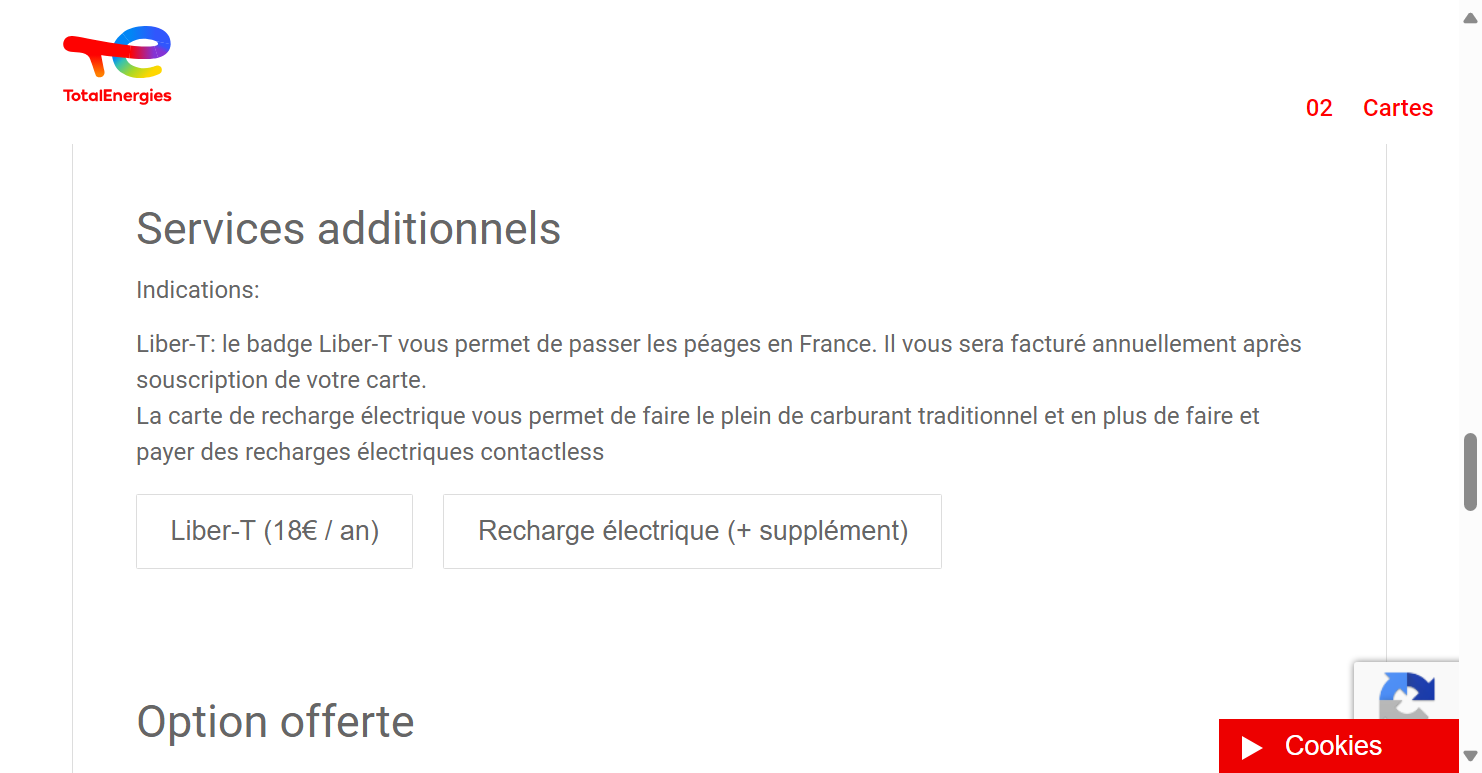 TotalEnergies
02 Cartes
Services additionnels
Indications:
Liber-T: le badge Liber-T vous permet de passer les péages en France. Il vous sera facturé annuellement après
souscription de votre carte.
La carte de recharge électrique vous permet de faire le plein de carburant traditionnel et en plus de faire et
payer des recharges électriques contactless
Liber-T (18€ / an) Recharge électrique (+ supplément)
Option offerte
Cookies